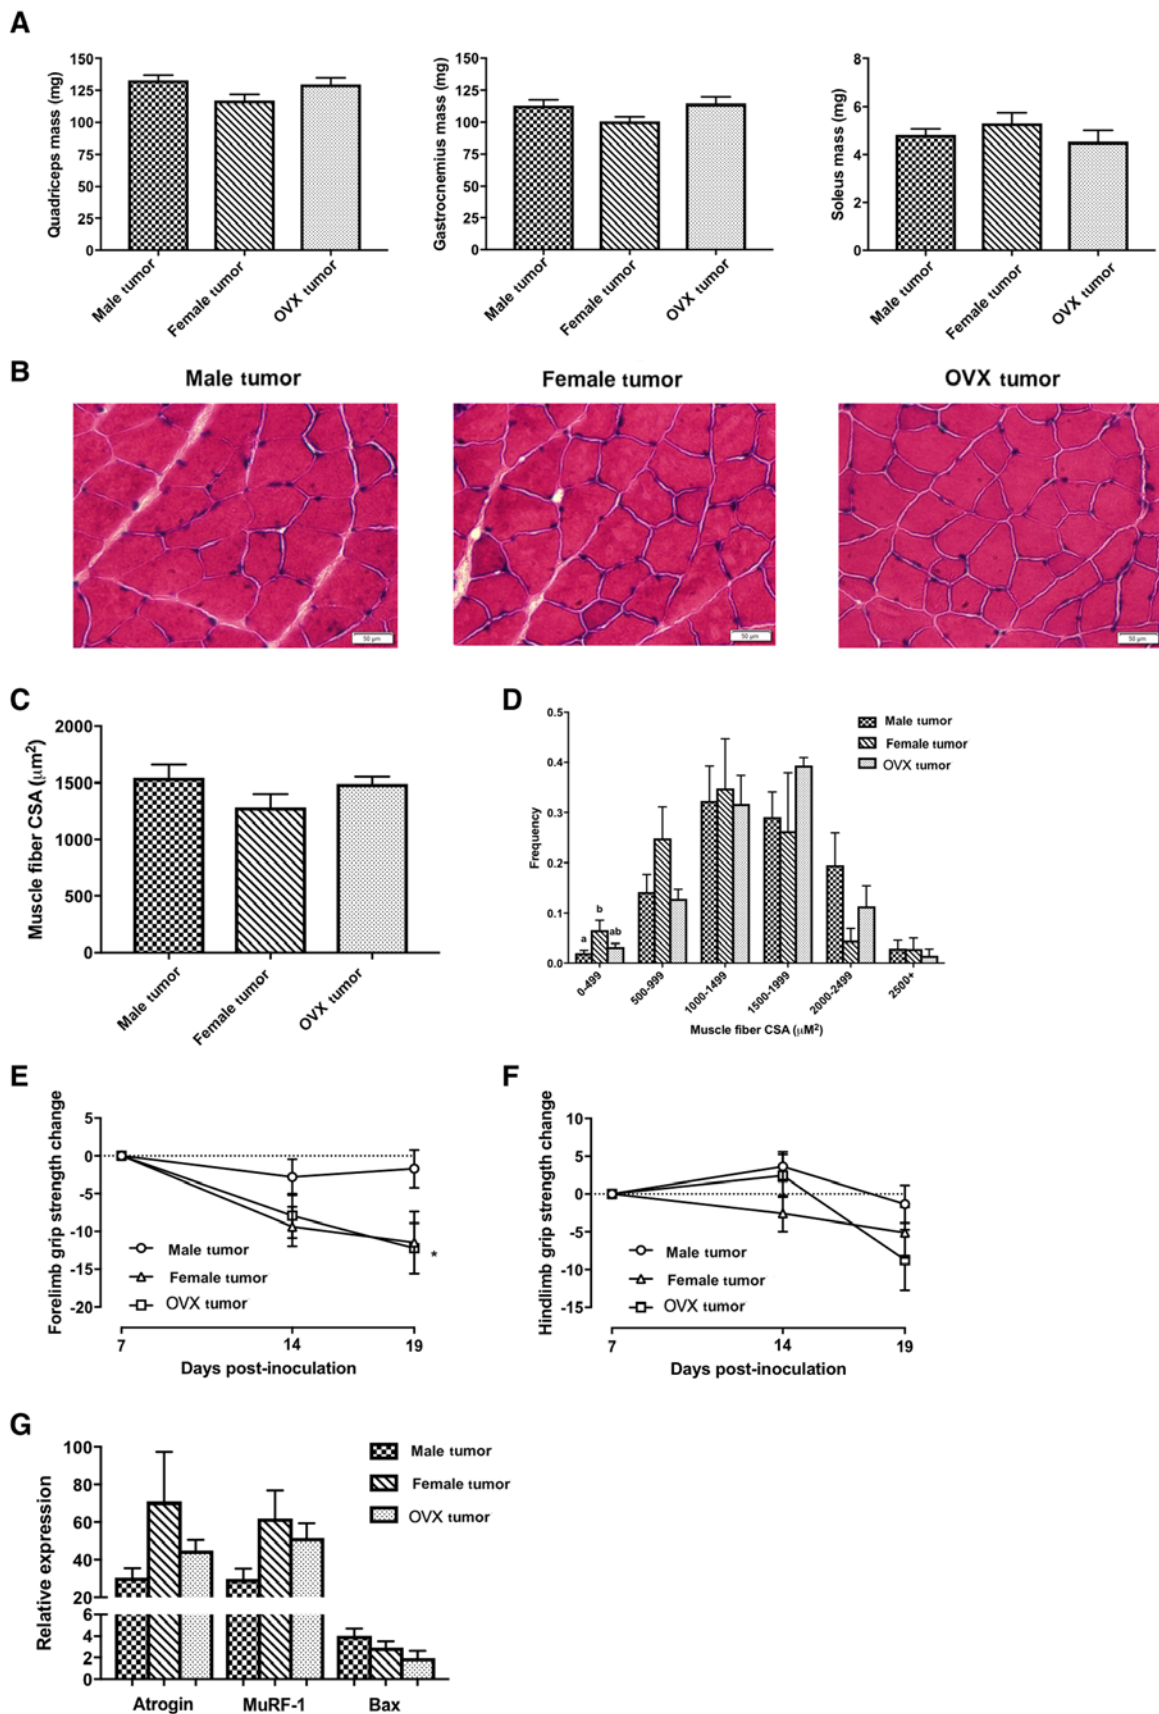 A
Quadriceps mass (mg)
150
125
100
75
50
25
0
Male tumor
Female tumor
OVX tumor
Gastrocnemius mass (mg)
150
125
100
75
50
25
0
Male tumor
Female tumor
OVX tumor
Soleus mass (mg)
8
6
4
2
0
Male tumor
Female tumor
OVX tumor
B
Male tumor
Female tumor
OVX tumor
50 µm
50 µm
50 µm
C
Muscle fiber CSA (µm²)
2000
1500
1000
500
0
Male tumor
Female tumor
OVX tumor
D
Frequency
0.5
0.4
0.3
0.2
0.1
0.0
a
b
ab
Male tumor
Female tumor
OVX tumor
0-499
500-999
1000-1499
1500-1999
2000-2499
2500+
Muscle fiber CSA (µM²)
E
Forelimb grip strength change
5
0
-5
-10
-15
-20
Male tumor
Female tumor
OVX tumor
*
7
14
19
Days post-inoculation
F
Hindlimb grip strength change
10
5
0
-5
-10
-15
Male tumor
Female tumor
OVX tumor
7
14
19
Days post-inoculation
G
Relative expression
100
80
60
40
20
6
4
2
0
Male tumor
Female tumor
OVX tumor
Atrogin
MuRF-1
Bax